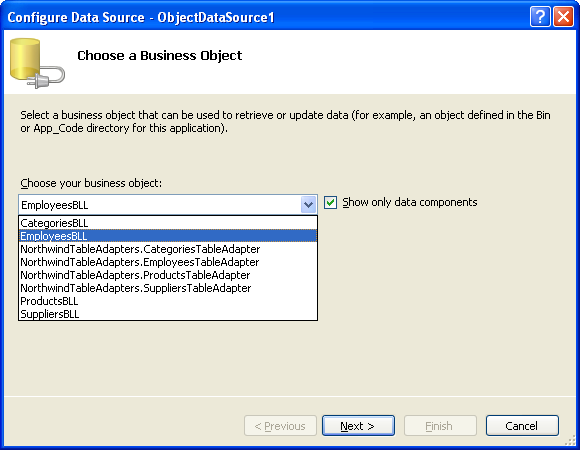 Configure Data Source - ObjectDataSource1
Choose a Business Object
Select a business object that can be used to retrieve or update data (for example, an object defined in the Bin
or App_Code directory for this application).
Choose your business object:
EmployeesBLL
Show only data components
CategoriesBLL
EmployeesBLL
NorthwindTableAdapters.CategoriesTableAdapter
NorthwindTableAdapters.EmployeesTableAdapter
NorthwindTableAdapters.ProductsTableAdapter
NorthwindTableAdapters.SuppliersTableAdapter
ProductsBLL
SuppliersBLL
< Previous
Next >
Finish
Cancel